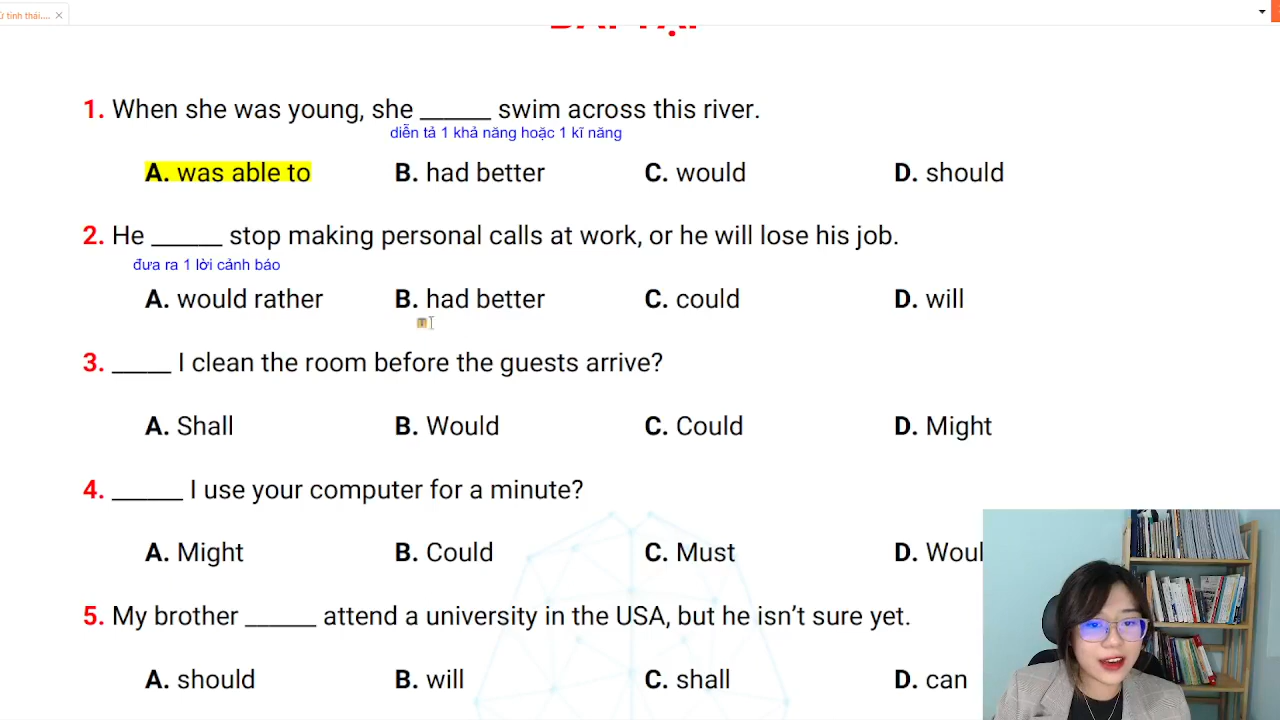 ừ tình thái....
BÀI TẬP
1. When she was young, she ______ swim across this river.
diễn tả 1 khả năng hoặc 1 kĩ năng
A. was able to B. had better C. would D. should
2. He ______ stop making personal calls at work, or he will lose his job.
đưa ra 1 lời cảnh báo
A. would rather B. had better C. could D. will
3. _____ I clean the room before the guests arrive?
A. Shall B. Would C. Could D. Might
4. ______ I use your computer for a minute?
A. Might B. Could C. Must D. Woul
5. My brother ______ attend a university in the USA, but he isn’t sure yet.
A. should B. will C. shall D. can